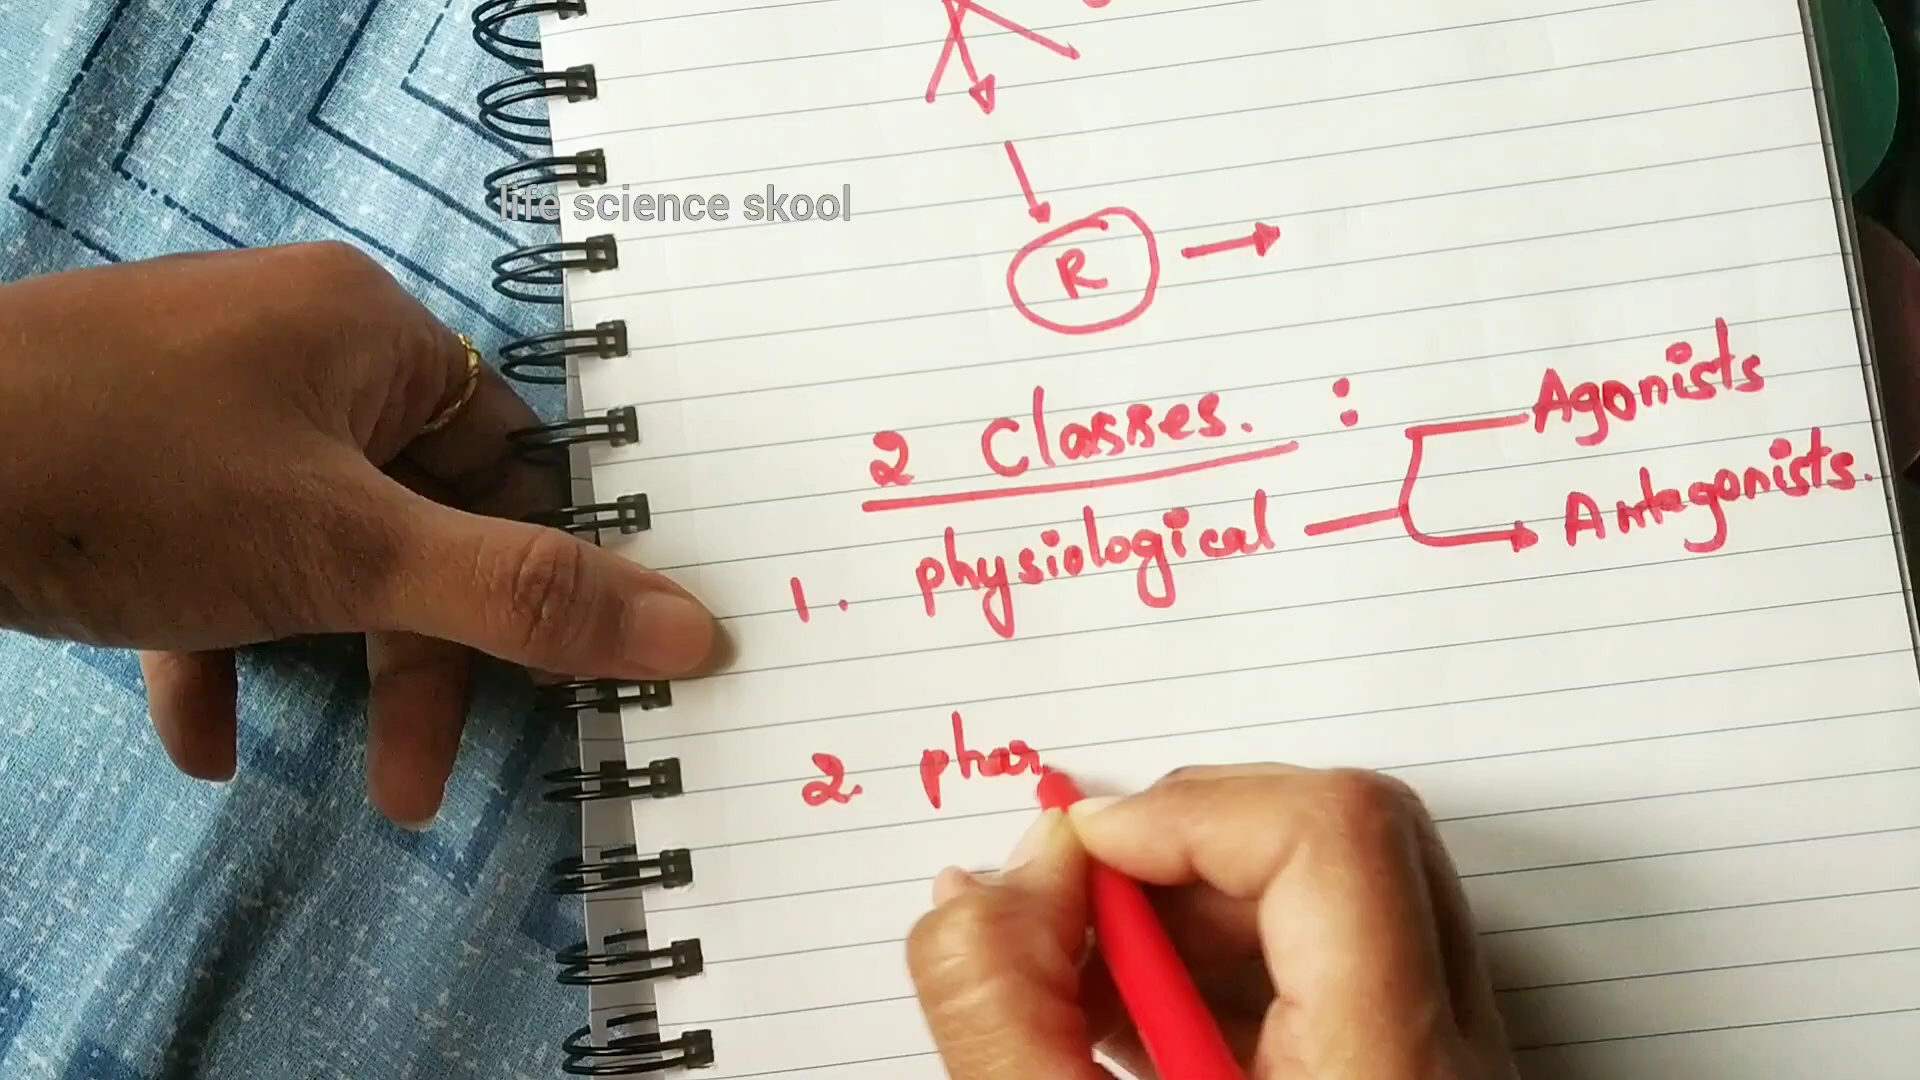 life science skool
R
2 Classes. :
Agonists
1. physiological
Antagonists.
2. phar